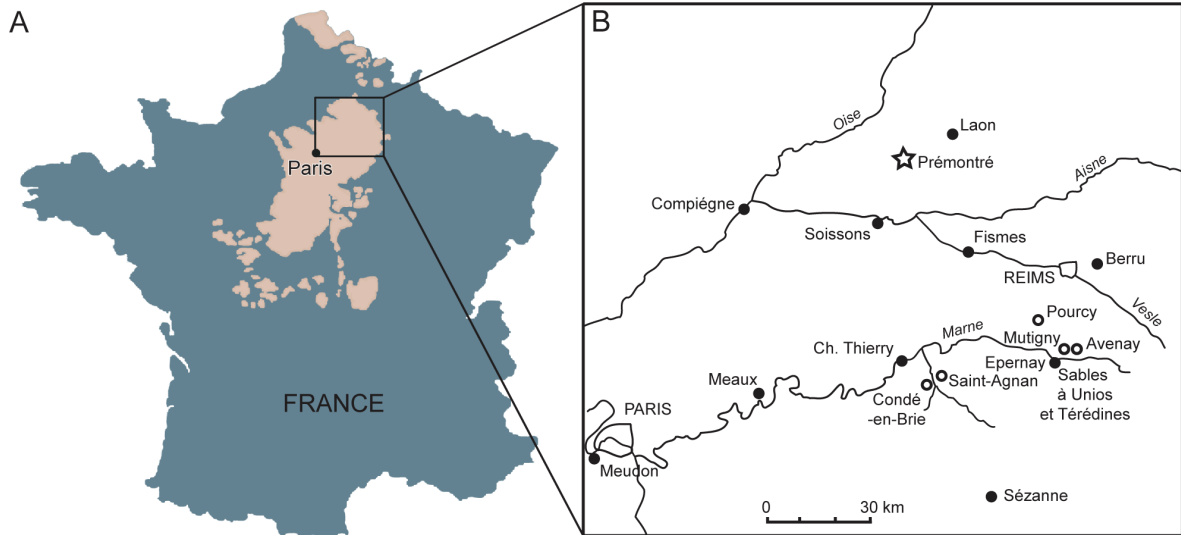 A
Paris
FRANCE
B
Oise
Laon
Prémontré
Aisne
Compiégne
Soissons
Fismes
Berru
REIMS
Vesle
Pourcy
Marne
Mutigny
Avenay
Ch. Thierry
Epernay
Sables
à Unios
et Térédines
Saint-Agnan
Condé
-en-Brie
Meaux
PARIS
Meudon
Sézanne
0 30 km